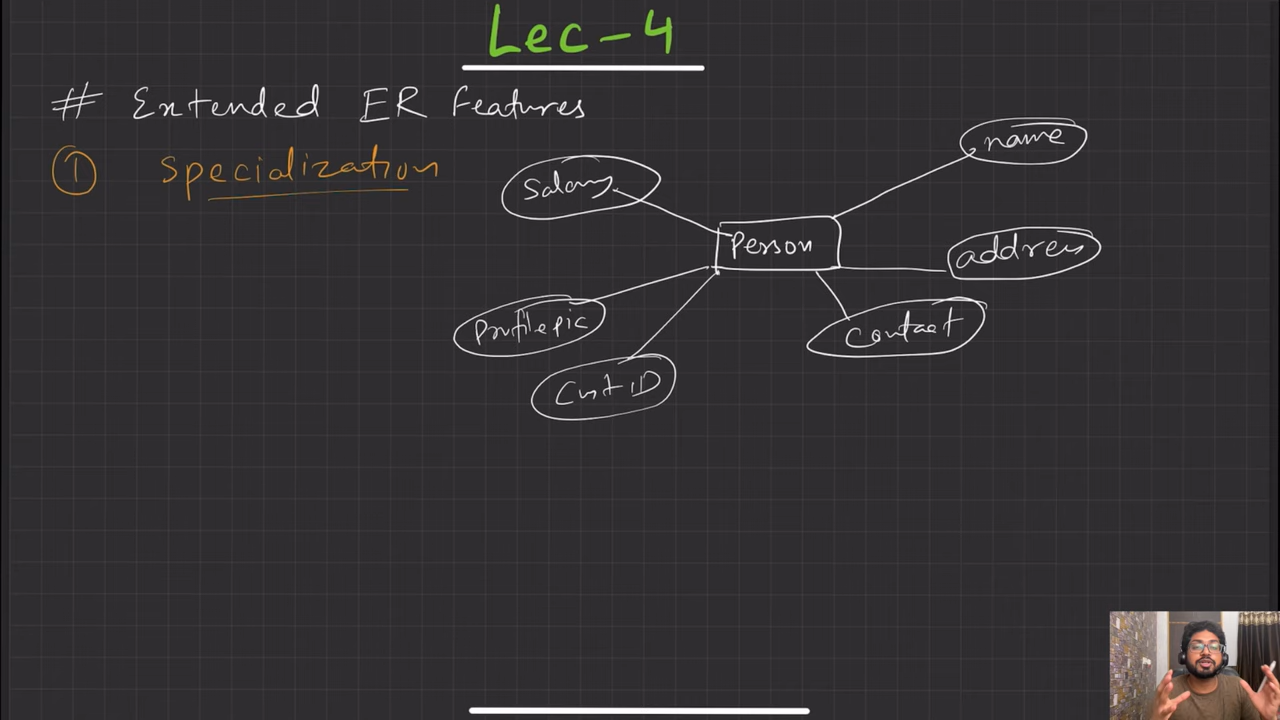 Lec-4
# Extended ER Features
① Specialization
name
Salary
Person
address
Profilepic
Contact
Cust ID